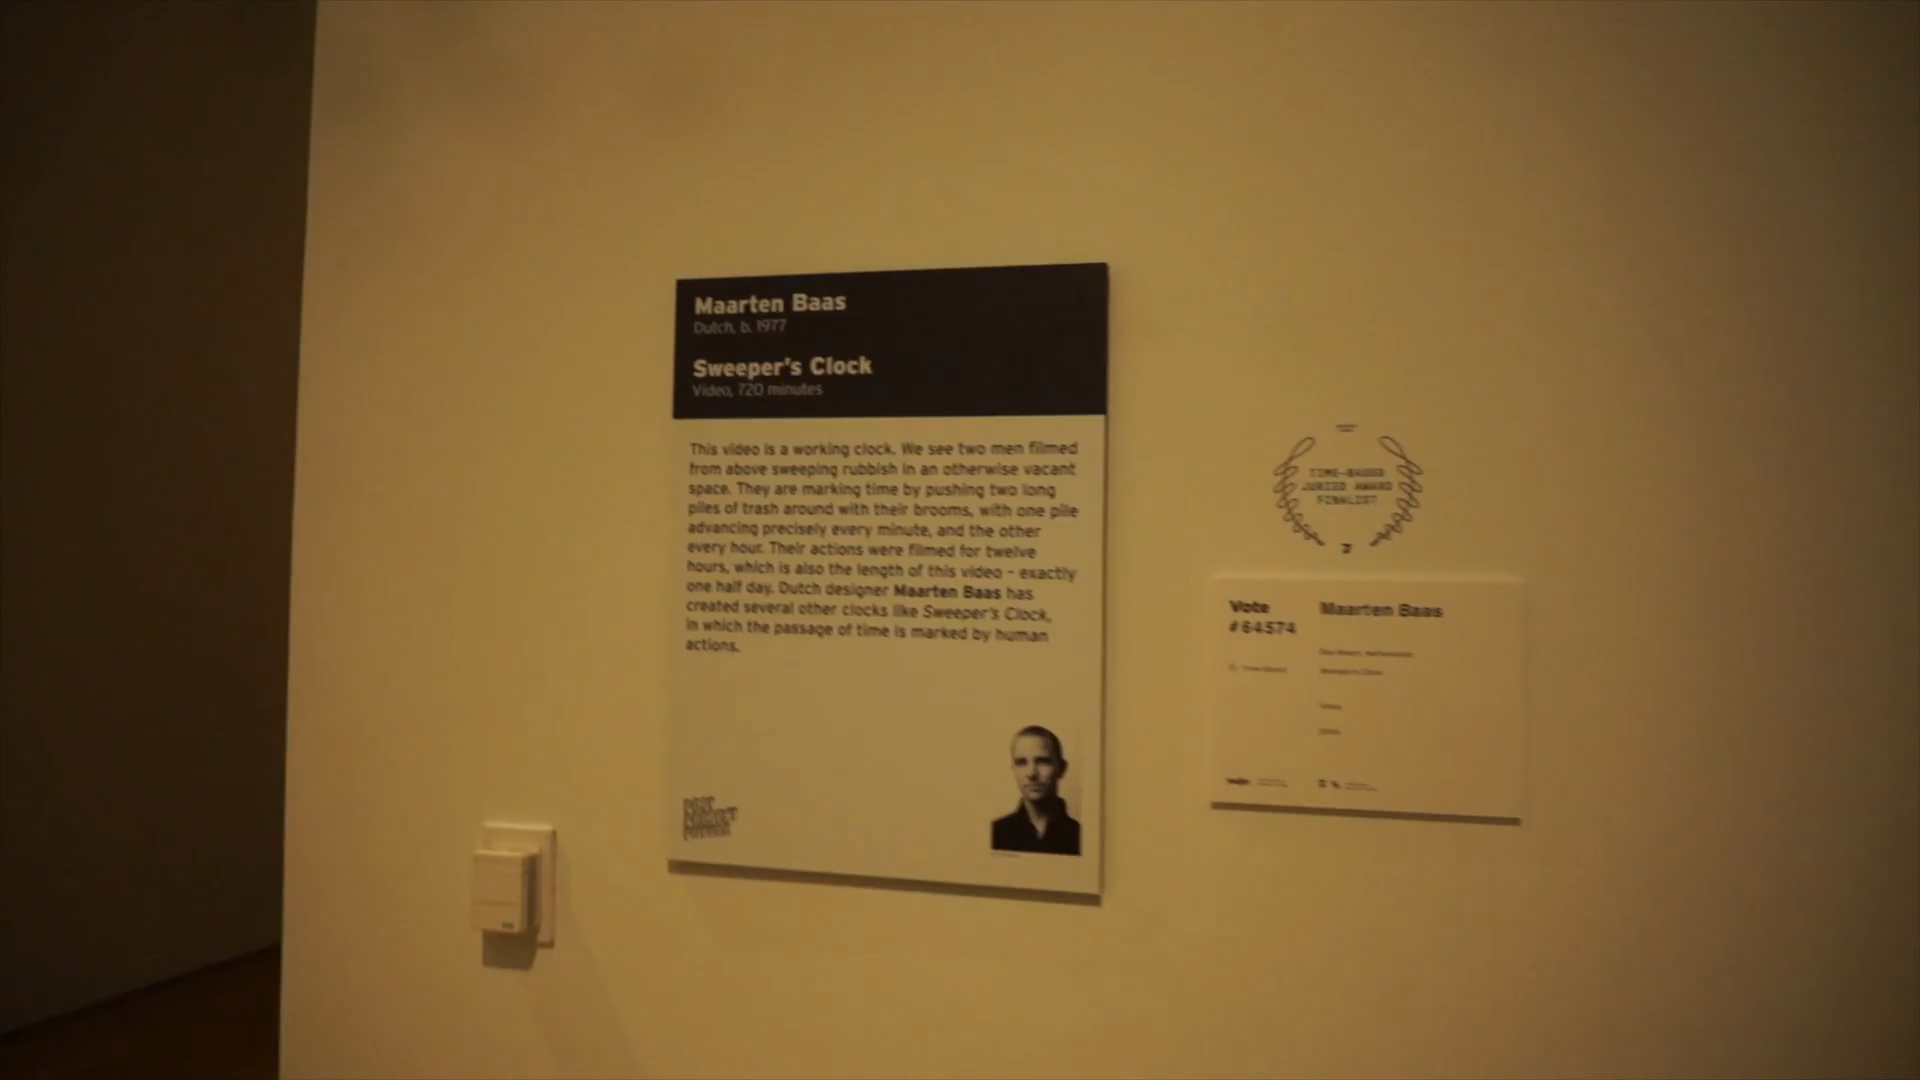 Maarten Baas
Dutch, b. 1977
Sweeper's Clock
Video, 720 minutes
This video is a working clock. We see two men filmed
from above sweeping rubbish in an otherwise vacant
space. They are marking time by pushing two long
piles of trash around with their brooms, with one pile
advancing precisely every minute, and the other
every hour. Their actions were filmed for twelve
hours, which is also the length of this video – exactly
one half day. Dutch designer Maarten Baas has
created several other clocks like Sweeper's Clock,
in which the passage of time is marked by human
actions.
TIME-BASED
JURIED AWARD
FINALIST
Vote
#64574
Maarten Baas